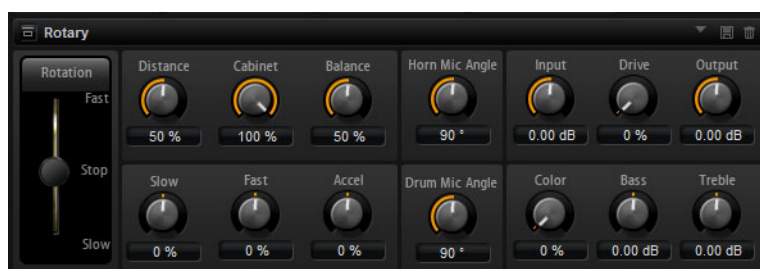 Rotary
Rotation
Fast
Stop
Slow
Distance Cabinet Balance
50 % 100 % 50 %
Slow Fast Accel
0 % 0 % 0 %
Horn Mic Angle
90 °
Drum Mic Angle
90 °
Input Drive Output
0.00 dB 0 % 0.00 dB
Color Bass Treble
0 % 0.00 dB 0.00 dB